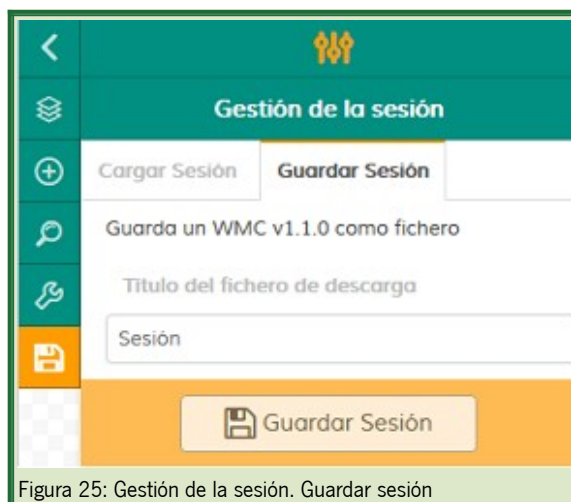 Gestión de la sesión
Cargar Sesión Guardar Sesión
Guarda un WMC v1.1.0 como fichero
Titulo del fichero de descarga
Sesión
Guardar Sesión
Figura 25: Gestión de la sesión. Guardar sesión